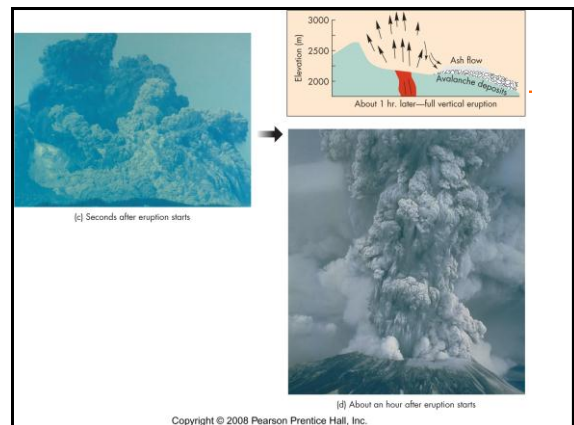 3000
2500
2000
Elevation (m)
Ash flow
Avalanche deposits
About 1 hr. later—full vertical eruption
(c) Seconds after eruption starts
(d) About an hour after eruption starts
Copyright © 2008 Pearson Prentice Hall, Inc.